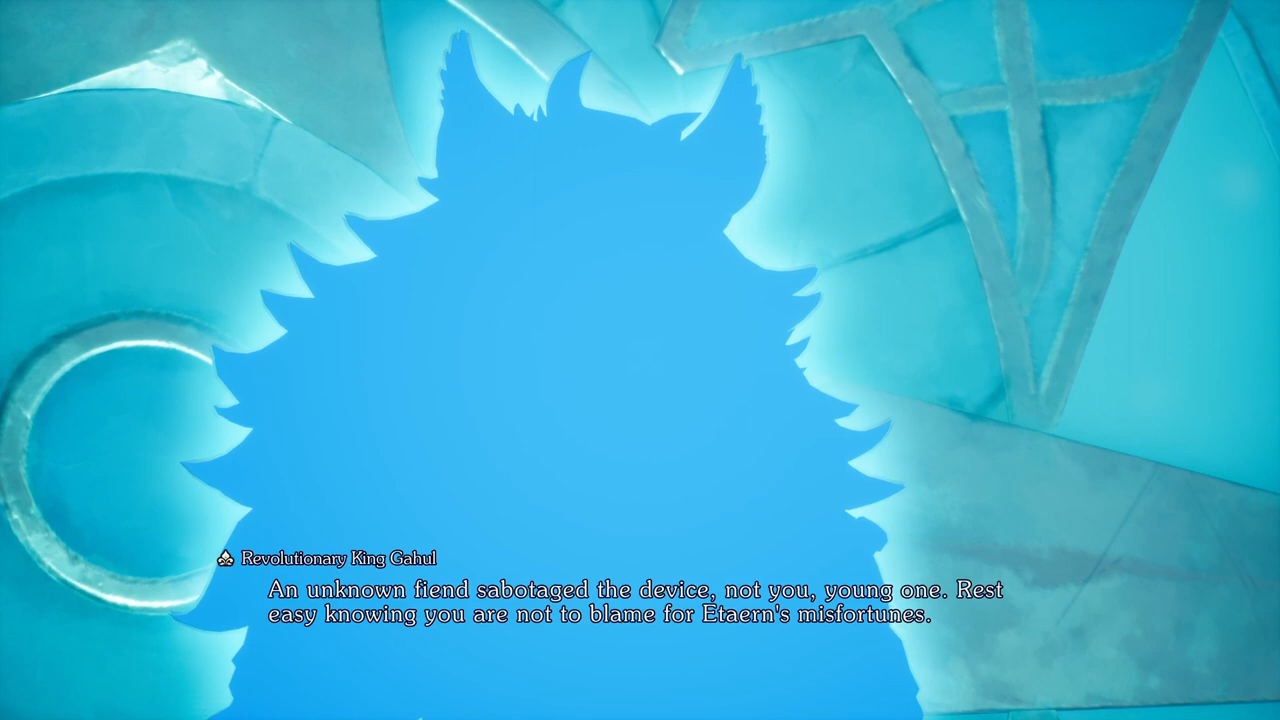 Revolutionary King Gahul
An unknown fiend sabotaged the device, not you, young one. Rest
easy knowing you are not to blame for Etaern's misfortunes.